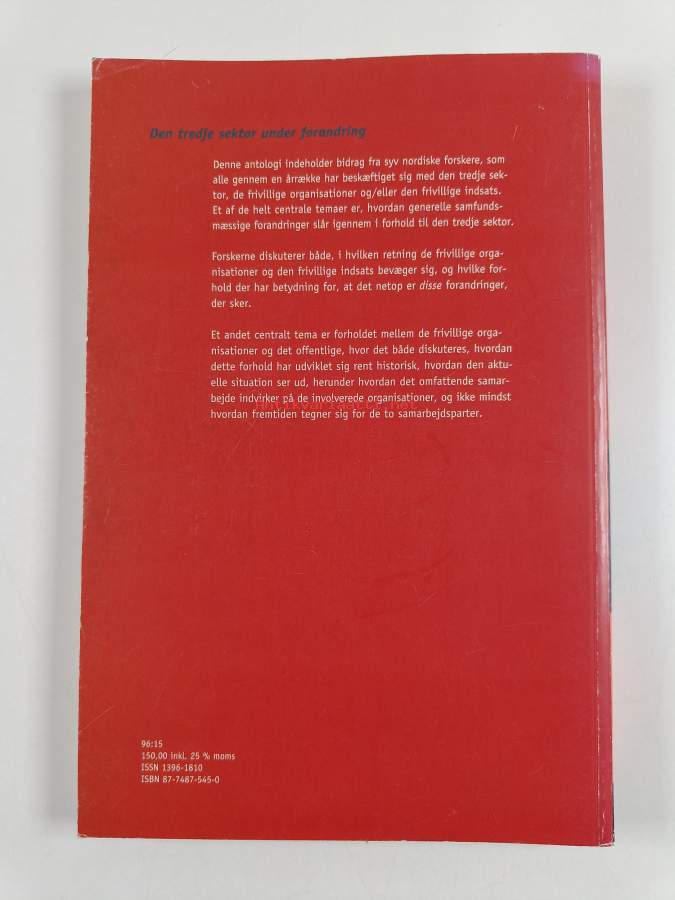 Den tredje sektor under forandring
Denne antologi indeholder bidrag fra syv nordiske forskere, som
alle gennem en årrække har beskæftiget sig med den tredje sek-
tor, de frivillige organisationer og/eller den frivillige indsats.
Et af de helt centrale temaer er, hvordan generelle samfunds-
mæssige forandringer slår igennem i forhold til den tredje sektor.
Forskerne diskuterer både, i hvilken retning de frivillige orga-
nisationer og den frivillige indsats bevæger sig, og hvilke for-
hold der har betydning for, at det netop er disse forandringer,
der sker.
Et andet centralt tema er forholdet mellem de frivillige orga-
nisationer og det offentlige, hvor det både diskuteres, hvordan
dette forhold har udviklet sig rent historisk, hvordan den aktu-
elle situation ser ud, herunder hvordan det omfattende samar-
bejde indvirker på de involverede organisationer, og ikke mindst
hvordan fremtiden tegner sig for de to samarbejdsparter.
96:15
150,00 inkl. 25 % moms
ISSN 1396-1810
ISBN 87-7487-545-0